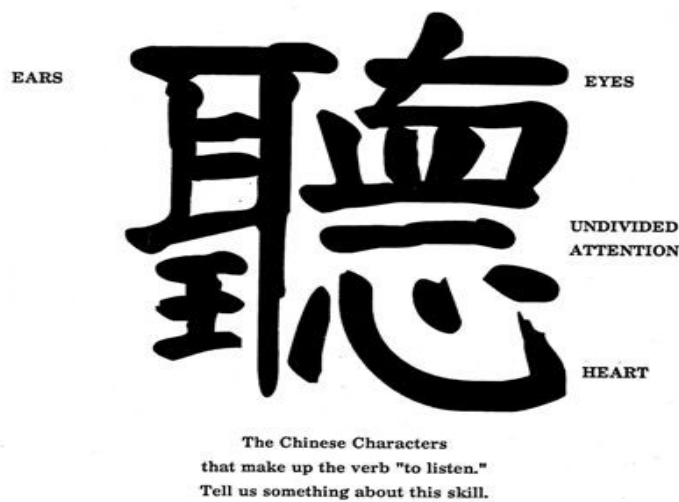 EARS
聽
EYES
UNDIVIDED
ATTENTION
HEART
The Chinese Characters
that make up the verb "to listen."
Tell us something about this skill.